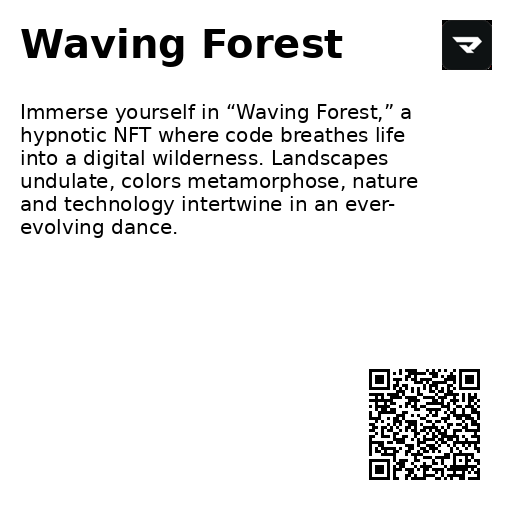 Waving Forest
Immerse yourself in “Waving Forest,” a
hypnotic NFT where code breathes life
into a digital wilderness. Landscapes
undulate, colors metamorphose, nature
and technology intertwine in an ever-
evolving dance.